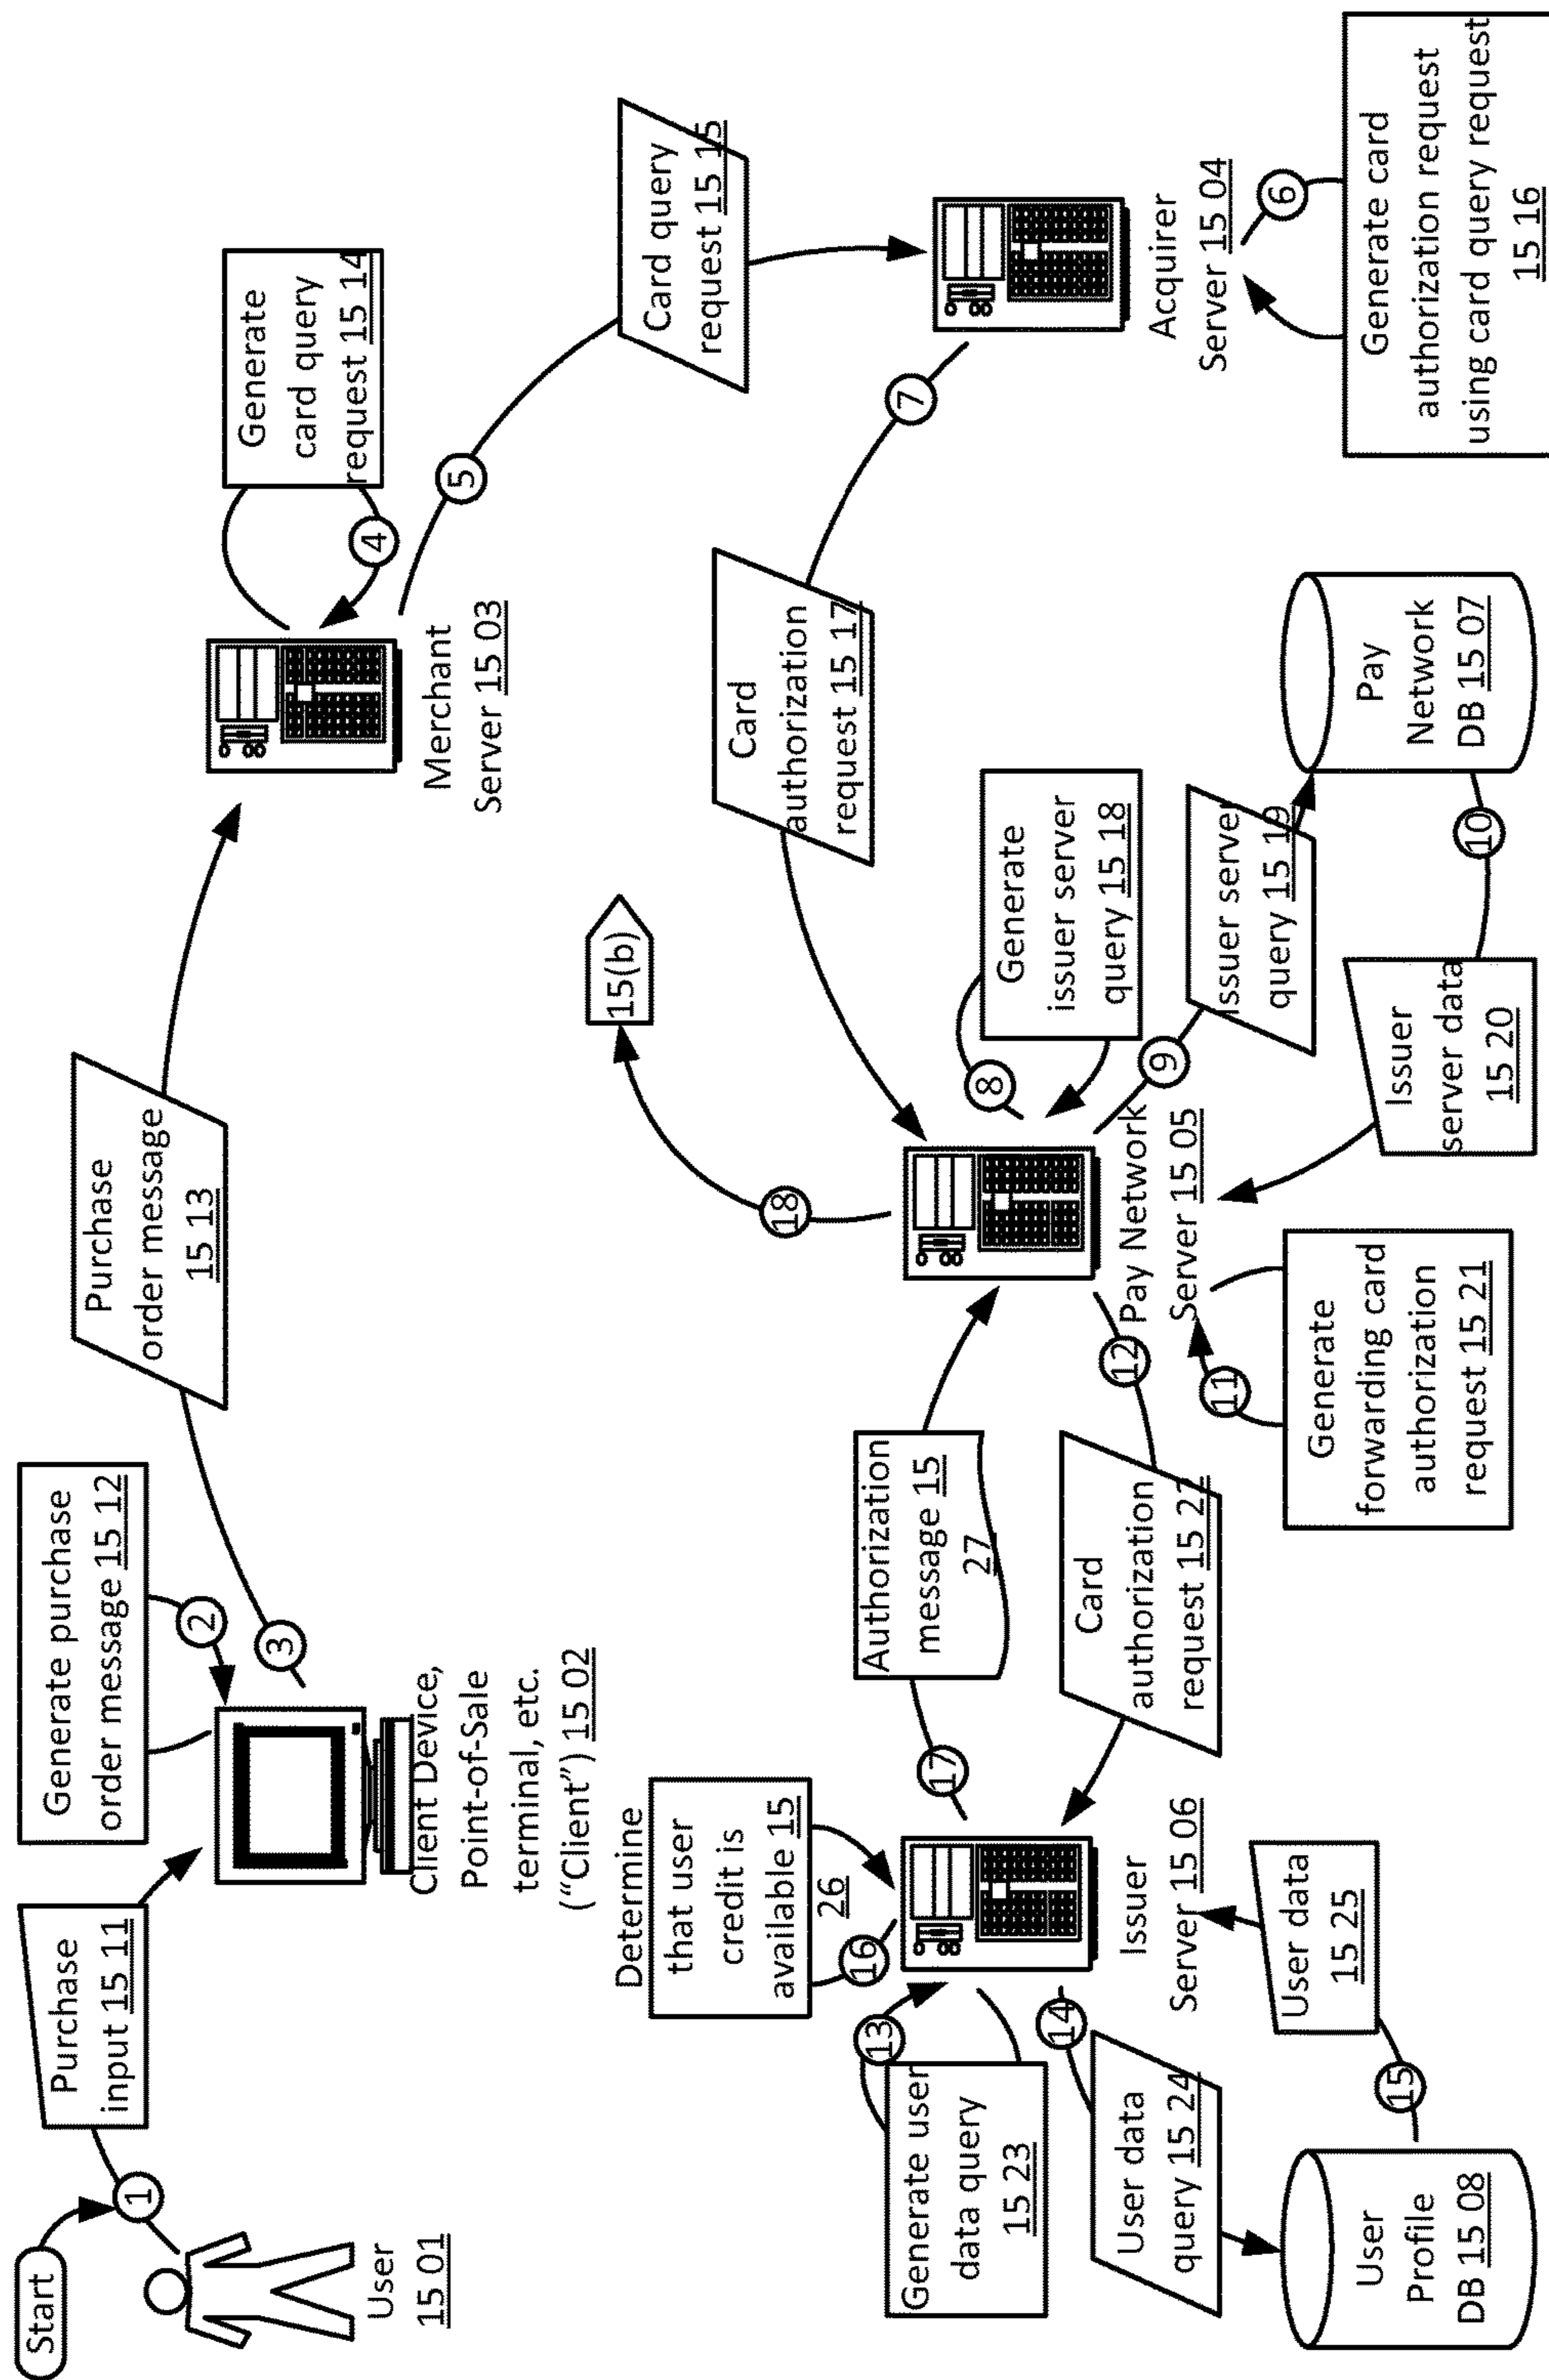 Start
1
User
15 01
Purchase
input 15 11
Generate purchase
order message 15 12
2
3
Client Device,
Point-of-Sale
terminal, etc.
(“Client”) 15 02
Purchase
order message
15 13
Merchant
Server 15 03
Generate
card query
request 15 14
4
5
Card query
request 15 15
Acquirer
Server 15 04
6
Generate card
authorization request
using card query request
15 16
7
Card
authorization
request 15 17
15(b)
18
Pay Network
Server 15 05
8
Generate
issuer server
query 15 18
9
Issuer server
query 15 19
Pay
Network
DB 15 07
10
Issuer
server data
15 20
11
Generate
forwarding card
authorization
request 15 21
12
Card
authorization
request 15 22
Authorization
message 15
27
17
Determine
that user
credit is
available 15
26
16
Issuer
Server 15 06
13
Generate user
data query
15 23
14
User data
query 15 24
User
Profile
DB 15 08
15
User data
15 25